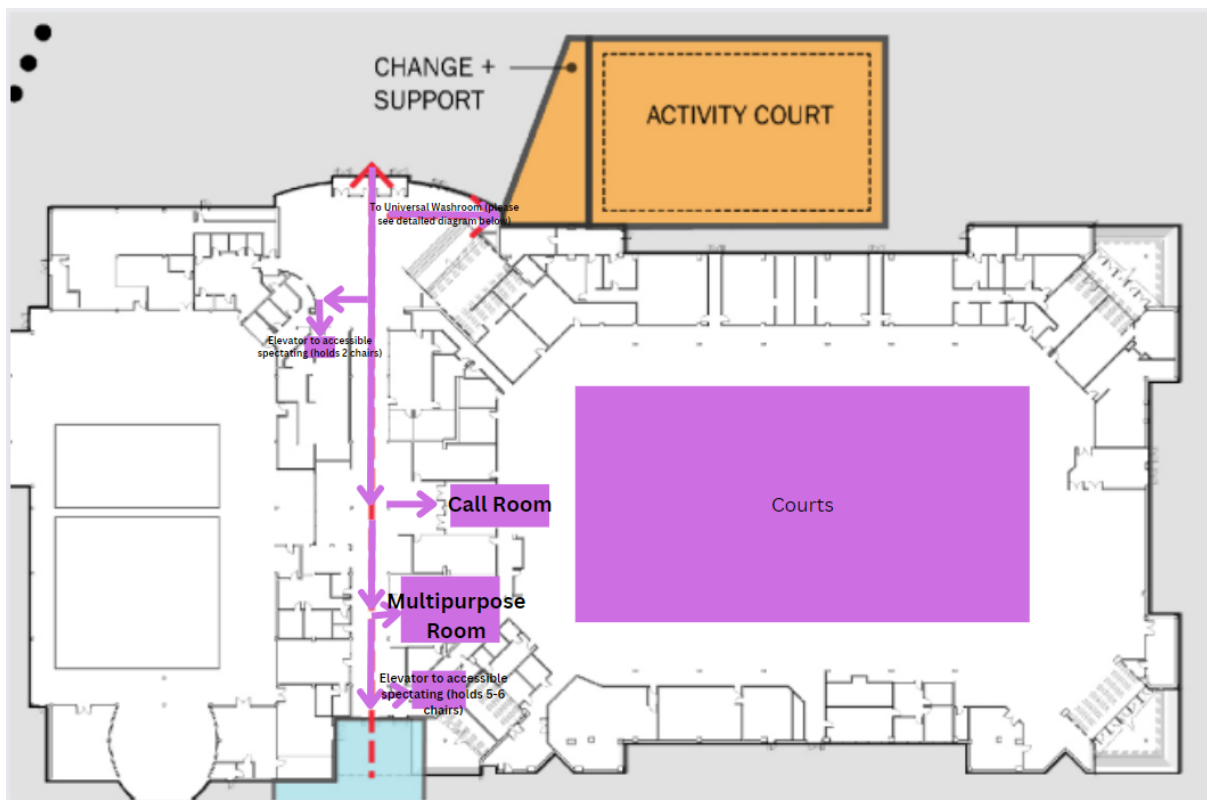 CHANGE +
SUPPORT
ACTIVITY COURT
To Universal Washroom (please
see detailed diagram below)
Elevator to accessible
spectating (holds 2 chairs)
Call Room
Courts
Multipurpose
Room
Elevator to accessible
spectating (holds 5-6
chairs)